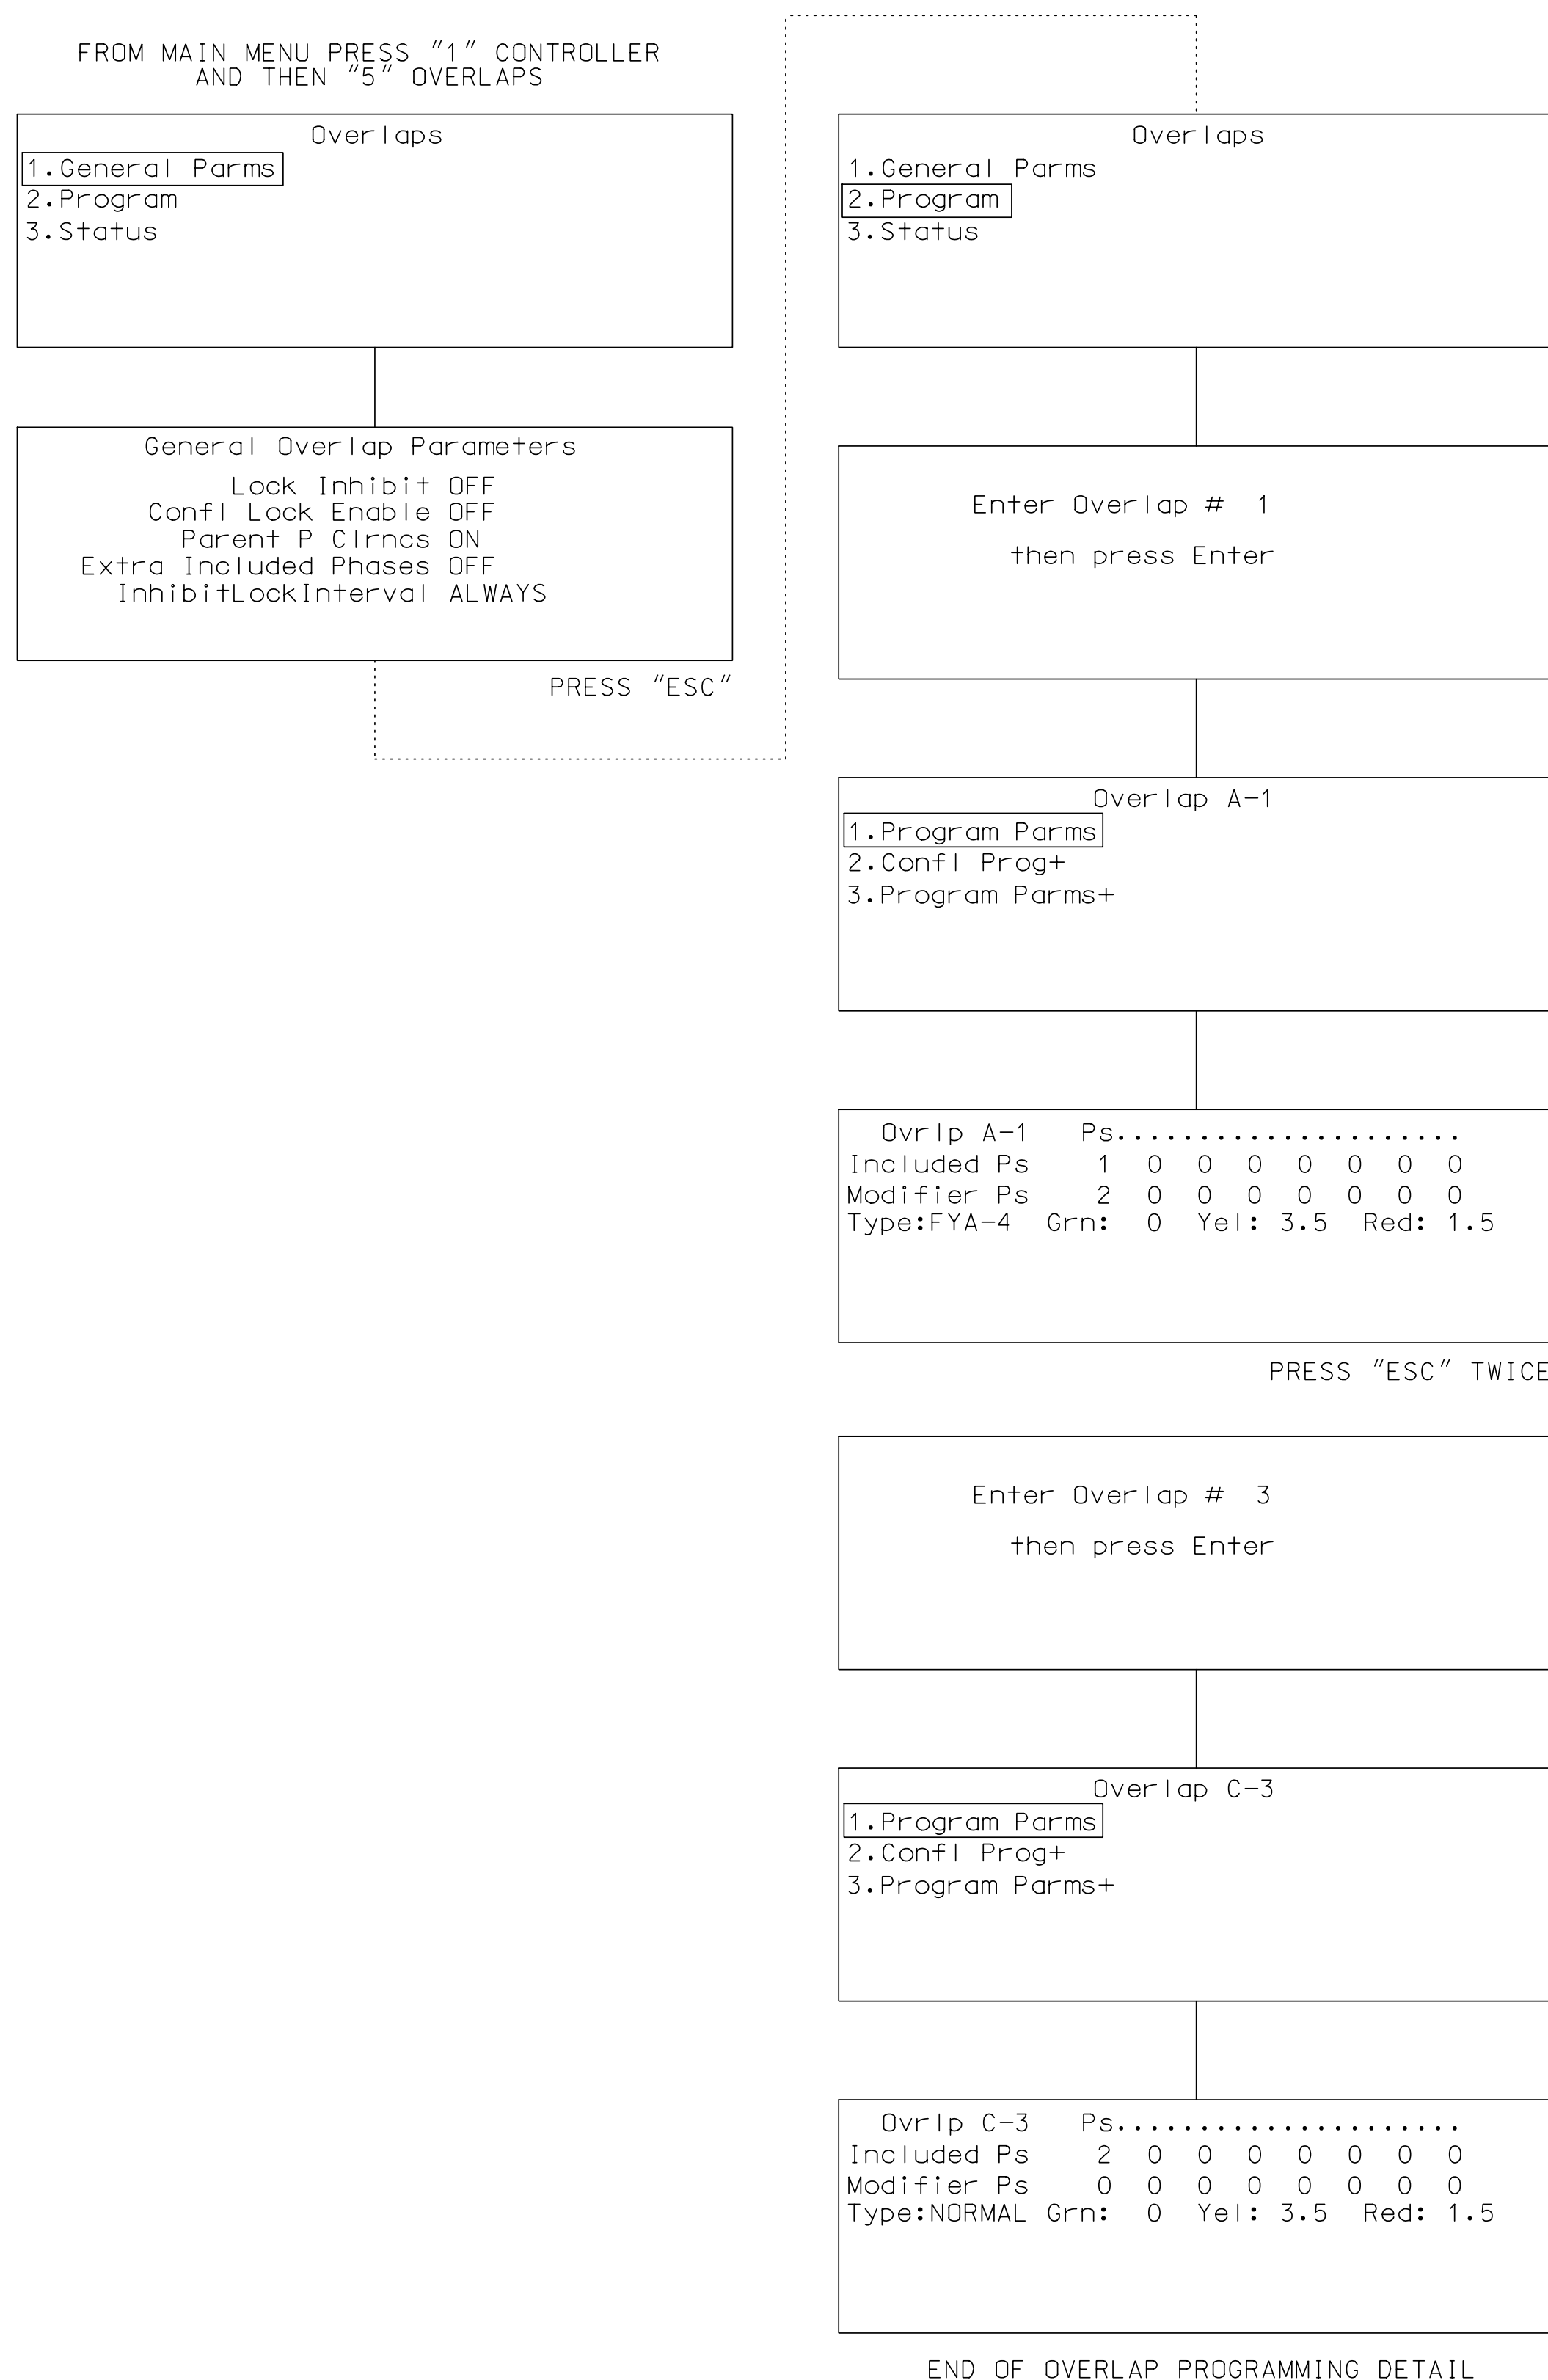 FROM MAIN MENU PRESS "1" CONTROLLER
AND THEN "5" OVERLAPS
Overlaps
1.General Parms
2.Program
3.Status
General Overlap Parameters
Lock Inhibit OFF
Confl Lock Enable OFF
Parent P Clrncs ON
Extra Included Phases OFF
InhibitLockInterval ALWAYS
PRESS "ESC"
Overlaps
1.General Parms
2.Program
3.Status
Enter Overlap # 1
then press Enter
Overlap A-1
1.Program Parms
2.Confl Prog+
3.Program Parms+
Ovrlp A-1 Ps.....................
Included Ps 1 0 0 0 0 0 0 0
Modifier Ps 2 0 0 0 0 0 0 0
Type:FYA-4 Grn: 0 Yel: 3.5 Red: 1.5
PRESS "ESC" TWICE
Enter Overlap # 3
then press Enter
Overlap C-3
1.Program Parms
2.Confl Prog+
3.Program Parms+
Ovrlp C-3 Ps.....................
Included Ps 2 0 0 0 0 0 0 0
Modifier Ps 0 0 0 0 0 0 0 0
Type:NORMAL Grn: 0 Yel: 3.5 Red: 1.5
END OF OVERLAP PROGRAMMING DETAIL